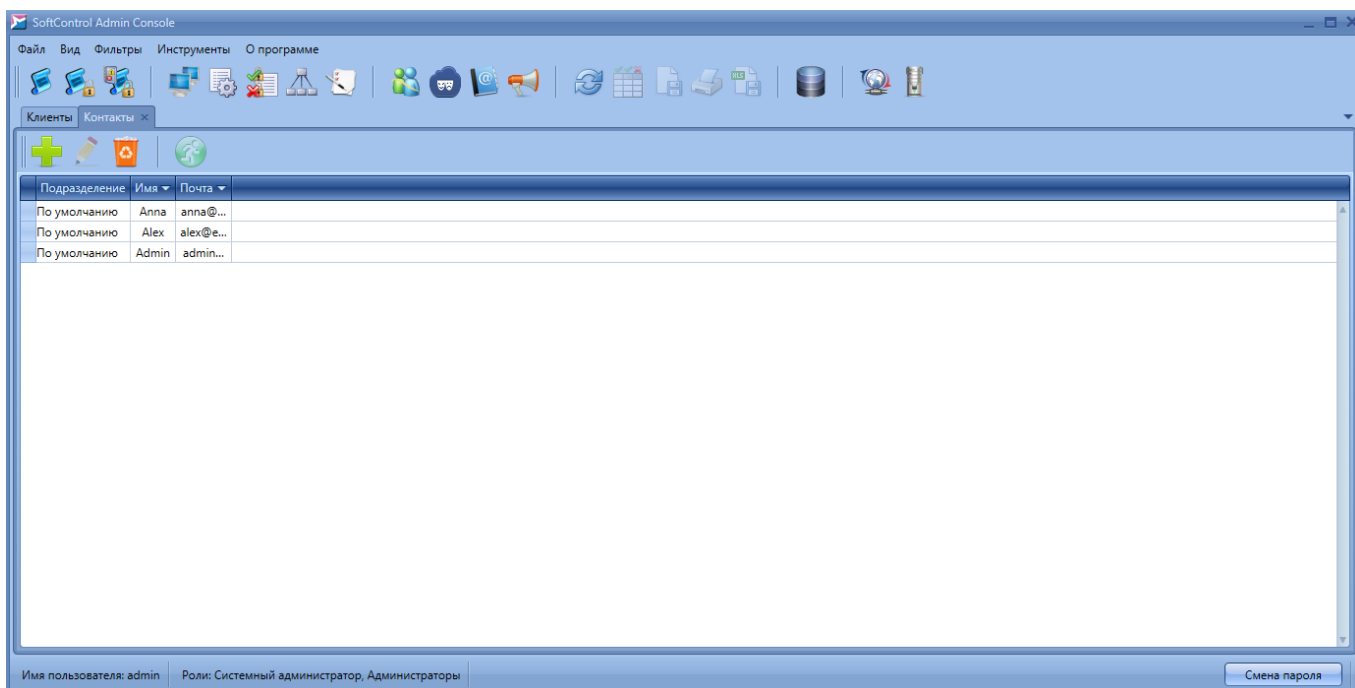 SoftControl Admin Console
Файл Вид Фильтры Инструменты О программе
XLS
Клиенты Контакты
Подразделение Имя Почта
По умолчанию Anna anna@...
По умолчанию Alex alex@e...
По умолчанию Admin admin...
Имя пользователя: admin Роли: Системный администратор, Администраторы Смена пароля